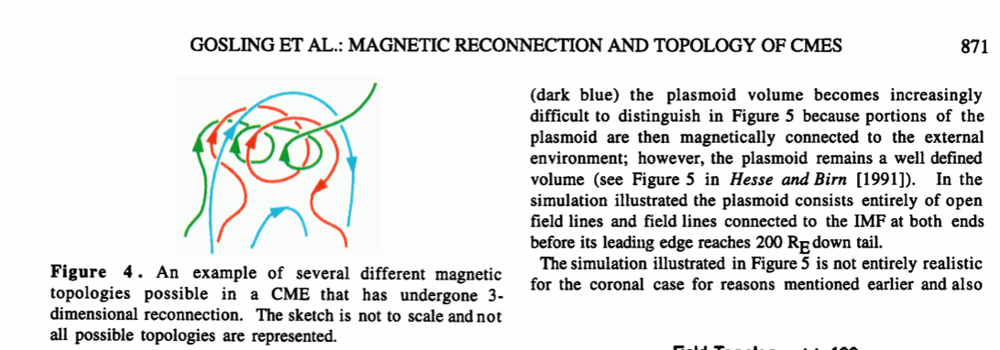 GOSLING ET AL.: MAGNETIC RECONNECTION AND TOPOLOGY OF CMES 871
Figure 4. An example of several different magnetic
topologies possible in a CME that has undergone 3-
dimensional reconnection. The sketch is not to scale and not
all possible topologies are represented.
(dark blue) the plasmoid volume becomes increasingly
difficult to distinguish in Figure 5 because portions of the
plasmoid are then magnetically connected to the external
environment; however, the plasmoid remains a well defined
volume (see Figure 5 in Hesse and Birn [1991]). In the
simulation illustrated the plasmoid consists entirely of open
field lines and field lines connected to the IMF at both ends
before its leading edge reaches 200 RE down tail.
The simulation illustrated in Figure 5 is not entirely realistic
for the coronal case for reasons mentioned earlier and also